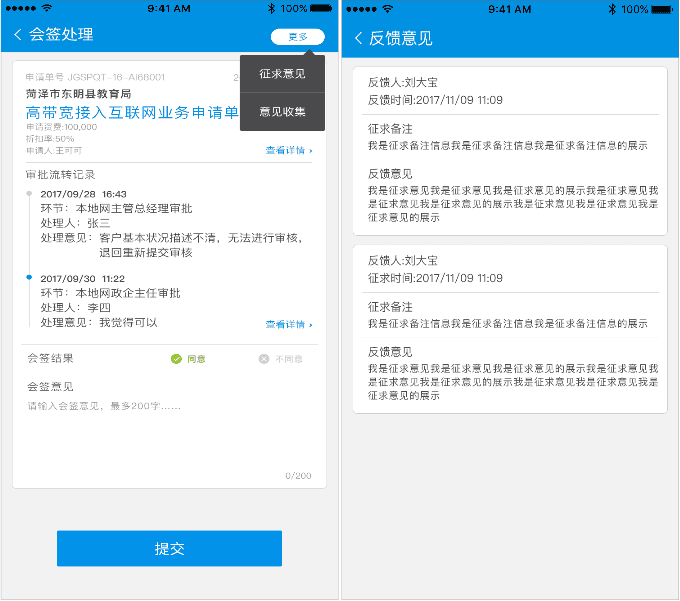 9:41 AM
100%
会签处理
更多
征求意见
意见收集
申请单号 JGSPQT-16-AI68001
2
菏泽市东明县教育局
高带宽接入互联网业务申请单
申请资费:100,000
折扣率:50%
申请人:王可可
查看详情 ›
审批流转记录
2017/09/28 16:43
环节：本地网主管总经理审批
处理人：张三
处理意见：客户基本状况描述不清，无法进行审核，
退回重新提交审核
2017/09/30 11:22
环节：本地网政企主任审批
处理人：李四
处理意见：我觉得可以
查看详情 ›
会签结果
同意
不同意
会签意见
请输入会签意见，最多200字……
0/200
提交
9:41 AM
100%
反馈意见
反馈人:刘大宝
反馈时间:2017/11/09 11:09
征求备注
我是征求备注信息我是征求备注信息我是征求备注信息的展示
反馈意见
我是征求意见我是征求意见我是征求意见的展示我是征求意见我
是征求意见我是征求意见的展示我是征求意见我是征求意见我是
征求意见的展示
反馈人:刘大宝
征求时间:2017/11/09 11:09
征求备注
我是征求备注信息我是征求备注信息我是征求备注信息的展示
反馈意见
我是征求意见我是征求意见我是征求意见的展示我是征求意见我
是征求意见我是征求意见的展示我是征求意见我是征求意见我是
征求意见的展示